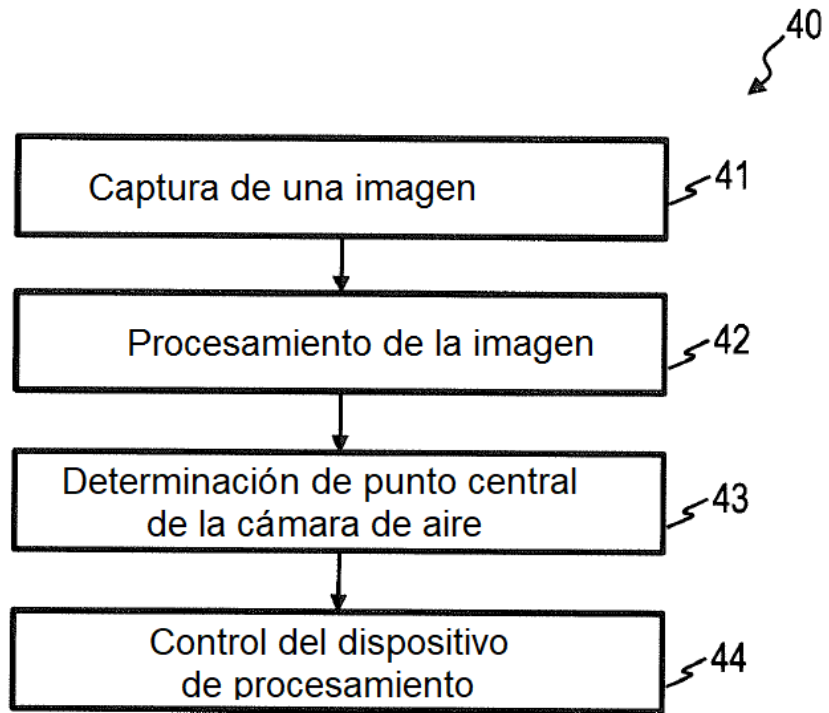 40
Captura de una imagen
41
Procesamiento de la imagen
42
Determinación de punto central
de la cámara de aire
43
Control del dispositivo
de procesamiento
44